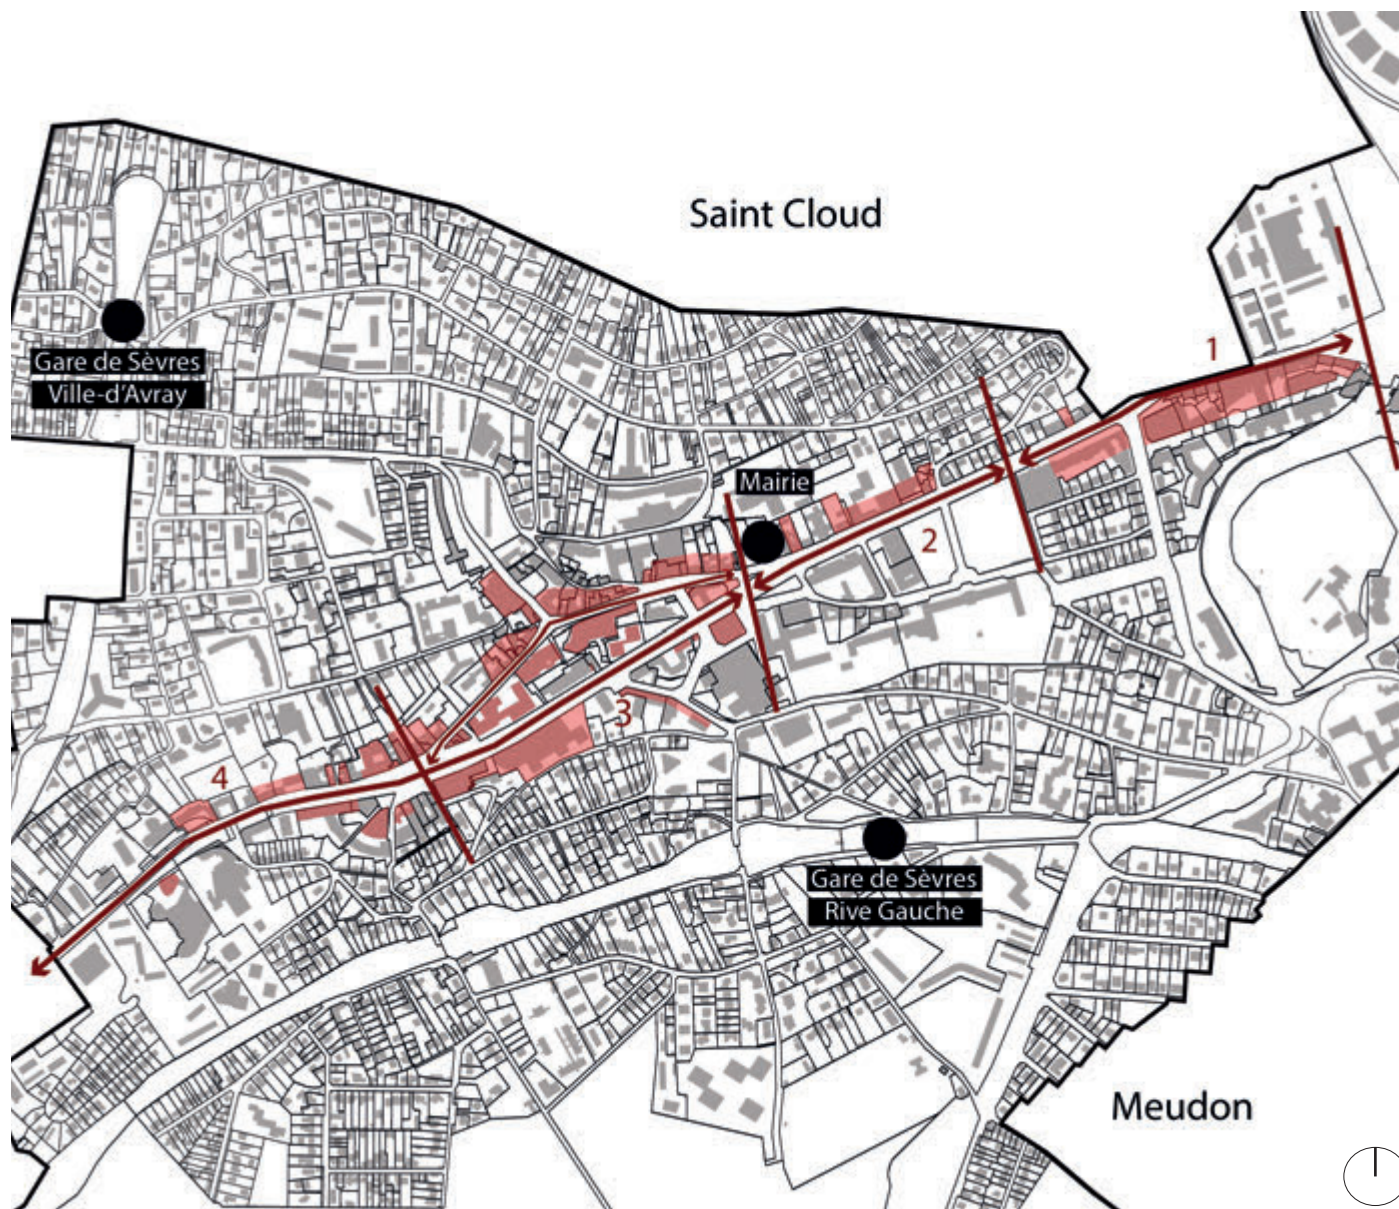 Saint Cloud
1
Gare de Sèvres
Ville-d'Avray
Mairie
2
3
4
Gare de Sèvres
Rive Gauche
Meudon